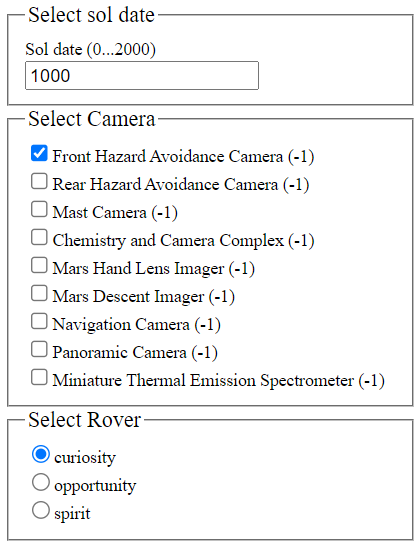 Select sol date
Sol date (0...2000)
1000
Select Camera
Front Hazard Avoidance Camera (-1)
Rear Hazard Avoidance Camera (-1)
Mast Camera (-1)
Chemistry and Camera Complex (-1)
Mars Hand Lens Imager (-1)
Mars Descent Imager (-1)
Navigation Camera (-1)
Panoramic Camera (-1)
Miniature Thermal Emission Spectrometer (-1)
Select Rover
curiosity
opportunity
spirit